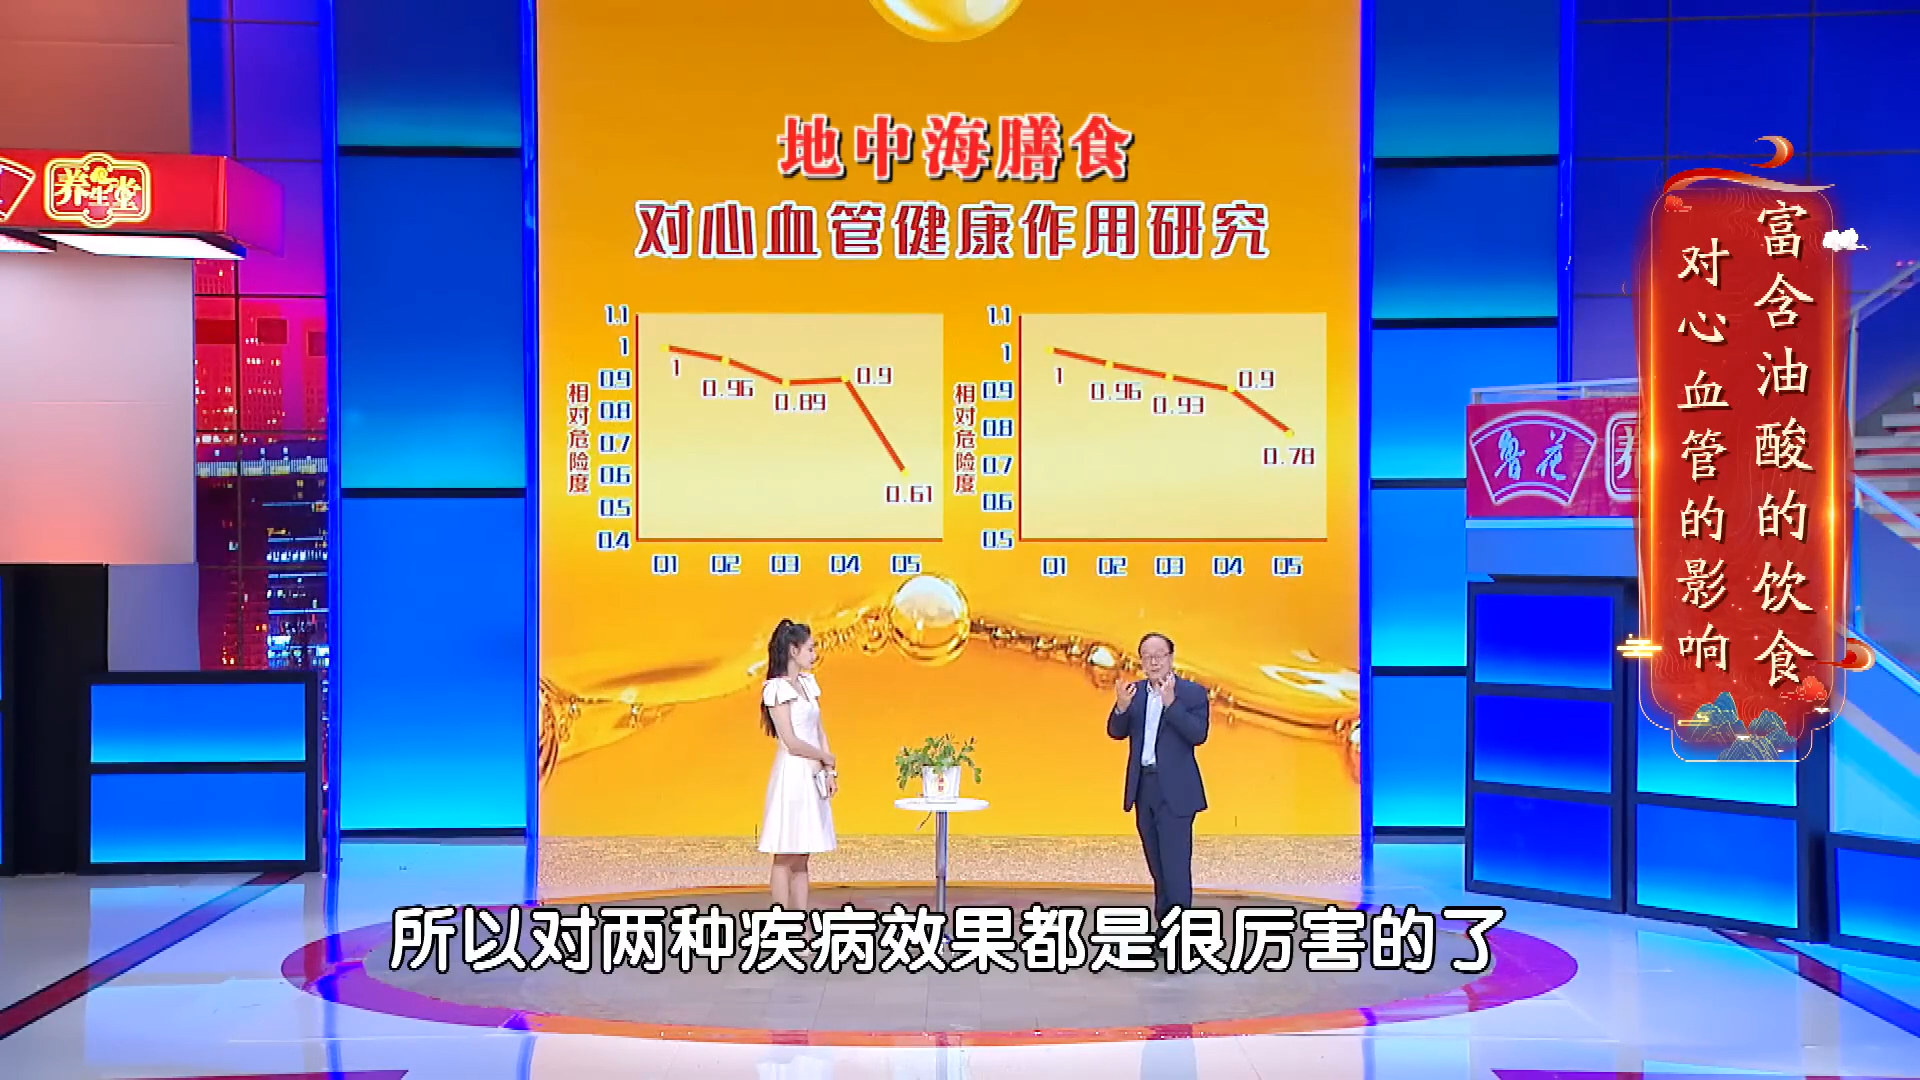 地中海膳食
对心血管健康作用研究
养生堂
1.1
1
0.9
0.8
0.7
0.6
0.5
0.4
相对危险度
1
0.96
0.89
0.9
0.61
Q1 Q2 Q3 Q4 Q5
1.1
1
0.9
0.8
0.7
0.6
0.5
相对危险度
1
0.96
0.93
0.9
0.78
Q1 Q2 Q3 Q4 Q5
富含油酸的饮食
对心血管的影响
鲁花
所以对两种疾病效果都是很厉害的了